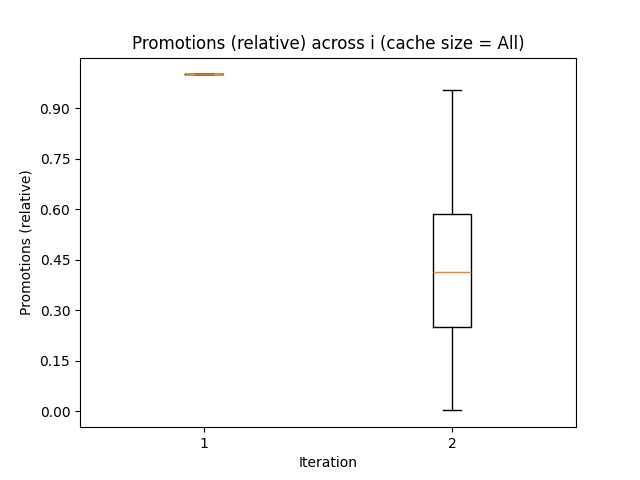 Promotions (relative) across i (cache size = All)
Promotions (relative)
0.90
0.75
0.60
0.45
0.30
0.15
0.00
1 2
Iteration